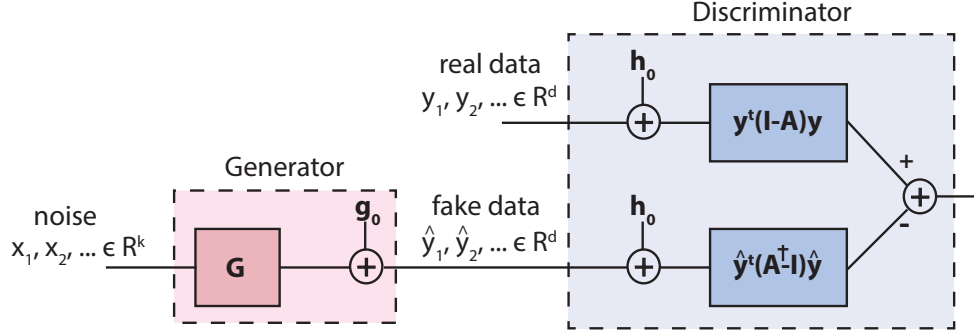 Discriminator
real data
y₁, y₂, ... ϵ Rᵈ
h₀
+
yᵗ(I-A)y
+
Generator
noise
x₁, x₂, ... ϵ Rᵏ
G
g₀
+
fake data
ŷ₁, ŷ₂, ... ϵ Rᵈ
h₀
+
ŷᵗ(A†-I)ŷ
-
+